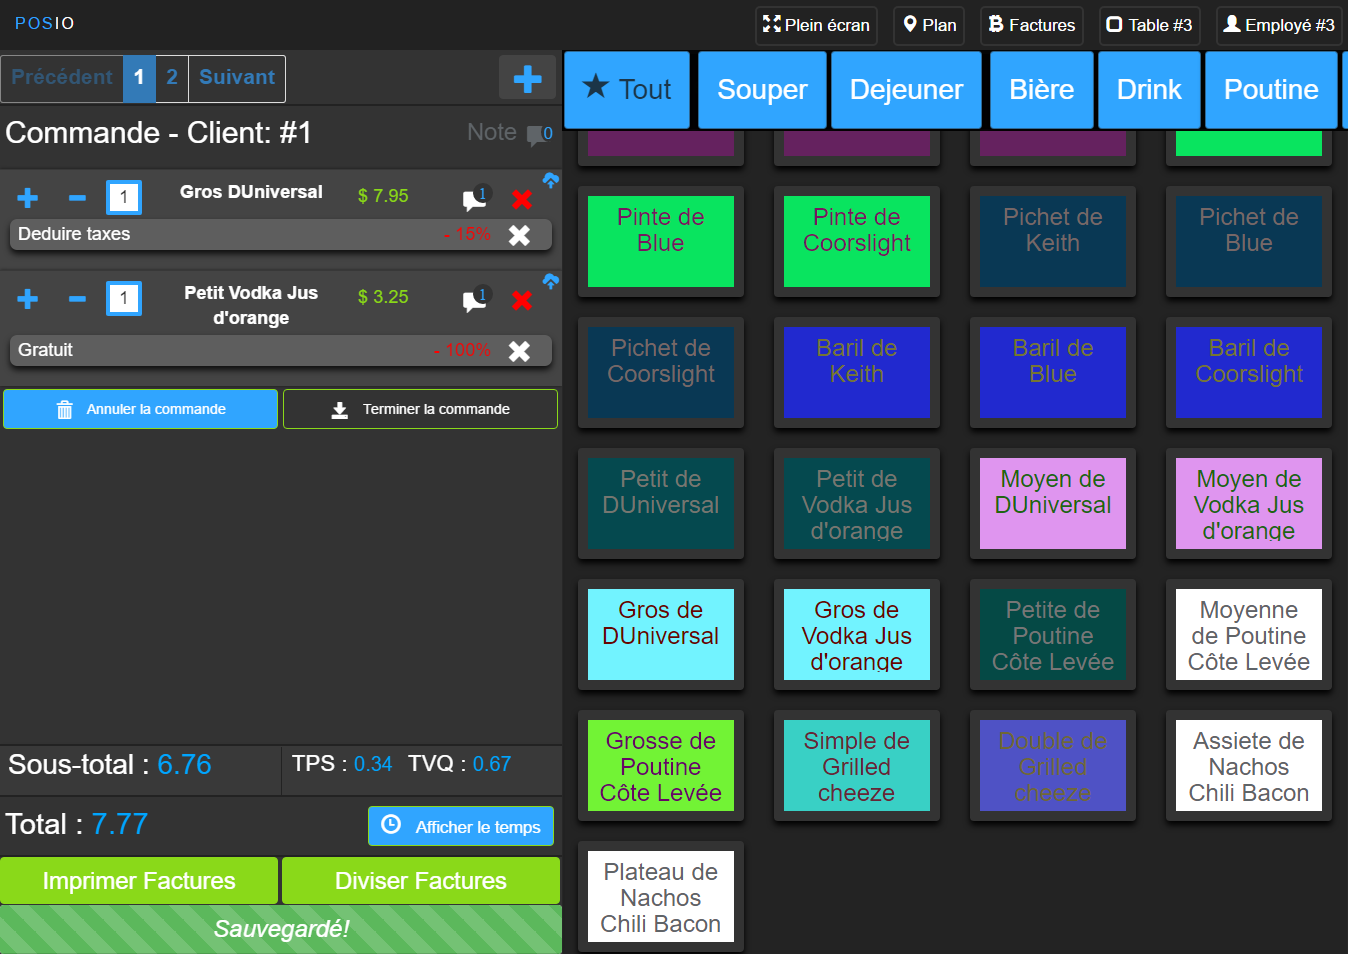 POSIO
Plein écran
Plan
Factures
Table #3
Employé #3
Précédent 1 2 Suivant
Tout
Souper
Dejeuner
Bière
Drink
Poutine
Commande - Client: #1
Note 0
1
Gros DUniversal
$ 7.95
1
Deduire taxes
- 15%
1
Petit Vodka Jus
d'orange
$ 3.25
1
Gratuit
- 100%
Annuler la commande
Terminer la commande
Sous-total : 6.76
TPS : 0.34 TVQ : 0.67
Total : 7.77
Afficher le temps
Imprimer Factures
Diviser Factures
Sauvegardé!
Pinte de
Blue
Pinte de
Coorslight
Pichet de
Keith
Pichet de
Blue
Pichet de
Coorslight
Baril de
Keith
Baril de
Blue
Baril de
Coorslight
Petit de
DUniversal
Petit de
Vodka Jus
d'orange
Moyen de
DUniversal
Moyen de
Vodka Jus
d'orange
Gros de
DUniversal
Gros de
Vodka Jus
d'orange
Petite de
Poutine
Côte Levée
Moyenne
de Poutine
Côte Levée
Grosse de
Poutine
Côte Levée
Simple de
Grilled
cheeze
Double de
Grilled
cheeze
Assiete de
Nachos
Chili Bacon
Plateau de
Nachos
Chili Bacon